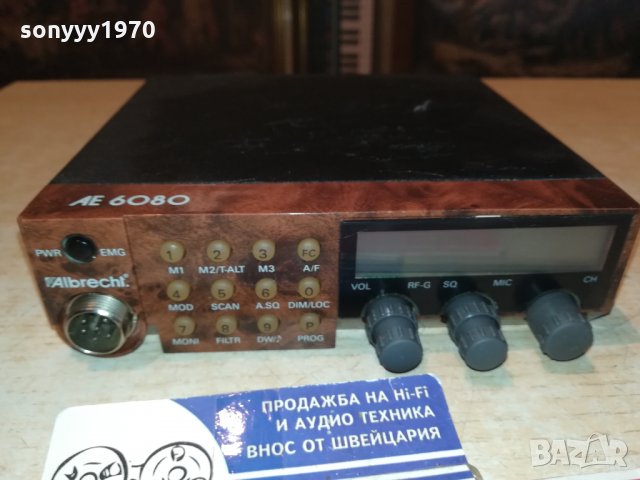 sonyyy1970
AE 6080
PWR EMG
1 2 3 FC
M1 M2/T-ALT M3 A/F
Albrecht
4 5 6 0
MOD SCAN A.SQ DIM/LOC
7 8 9 P
MONI FILTR DW/♪ PROG
VOL RF-G SQ MIC CH
ПРОДАЖБА НА Hi-Fi
И АУДИО ТЕХНИКА
ВНОС ОТ ШВЕЙЦАРИЯ
BAZAR